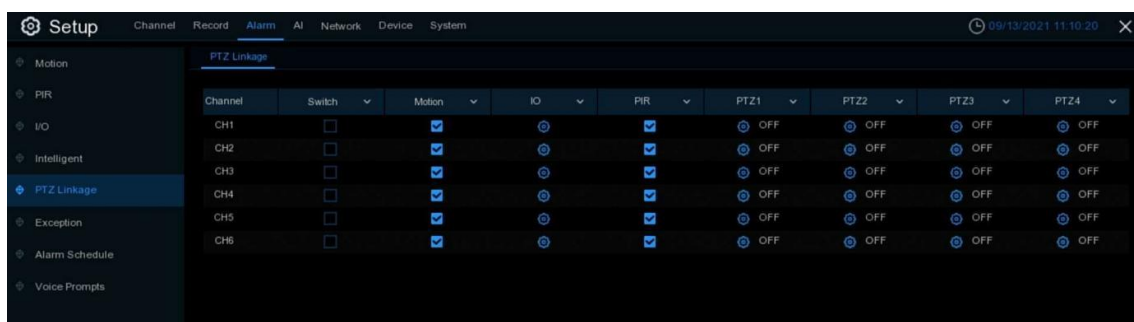 Setup Channel Record Alarm AI Network Device System 09/13/2021 11:10:20
PTZ Linkage
Motion
PIR
I/O
Intelligent
PTZ Linkage
Exception
Alarm Schedule
Voice Prompts
Channel Switch Motion IO PIR PTZ1 PTZ2 PTZ3 PTZ4
CH1 OFF OFF OFF OFF
CH2 OFF OFF OFF OFF
CH3 OFF OFF OFF OFF
CH4 OFF OFF OFF OFF
CH5 OFF OFF OFF OFF
CH6 OFF OFF OFF OFF